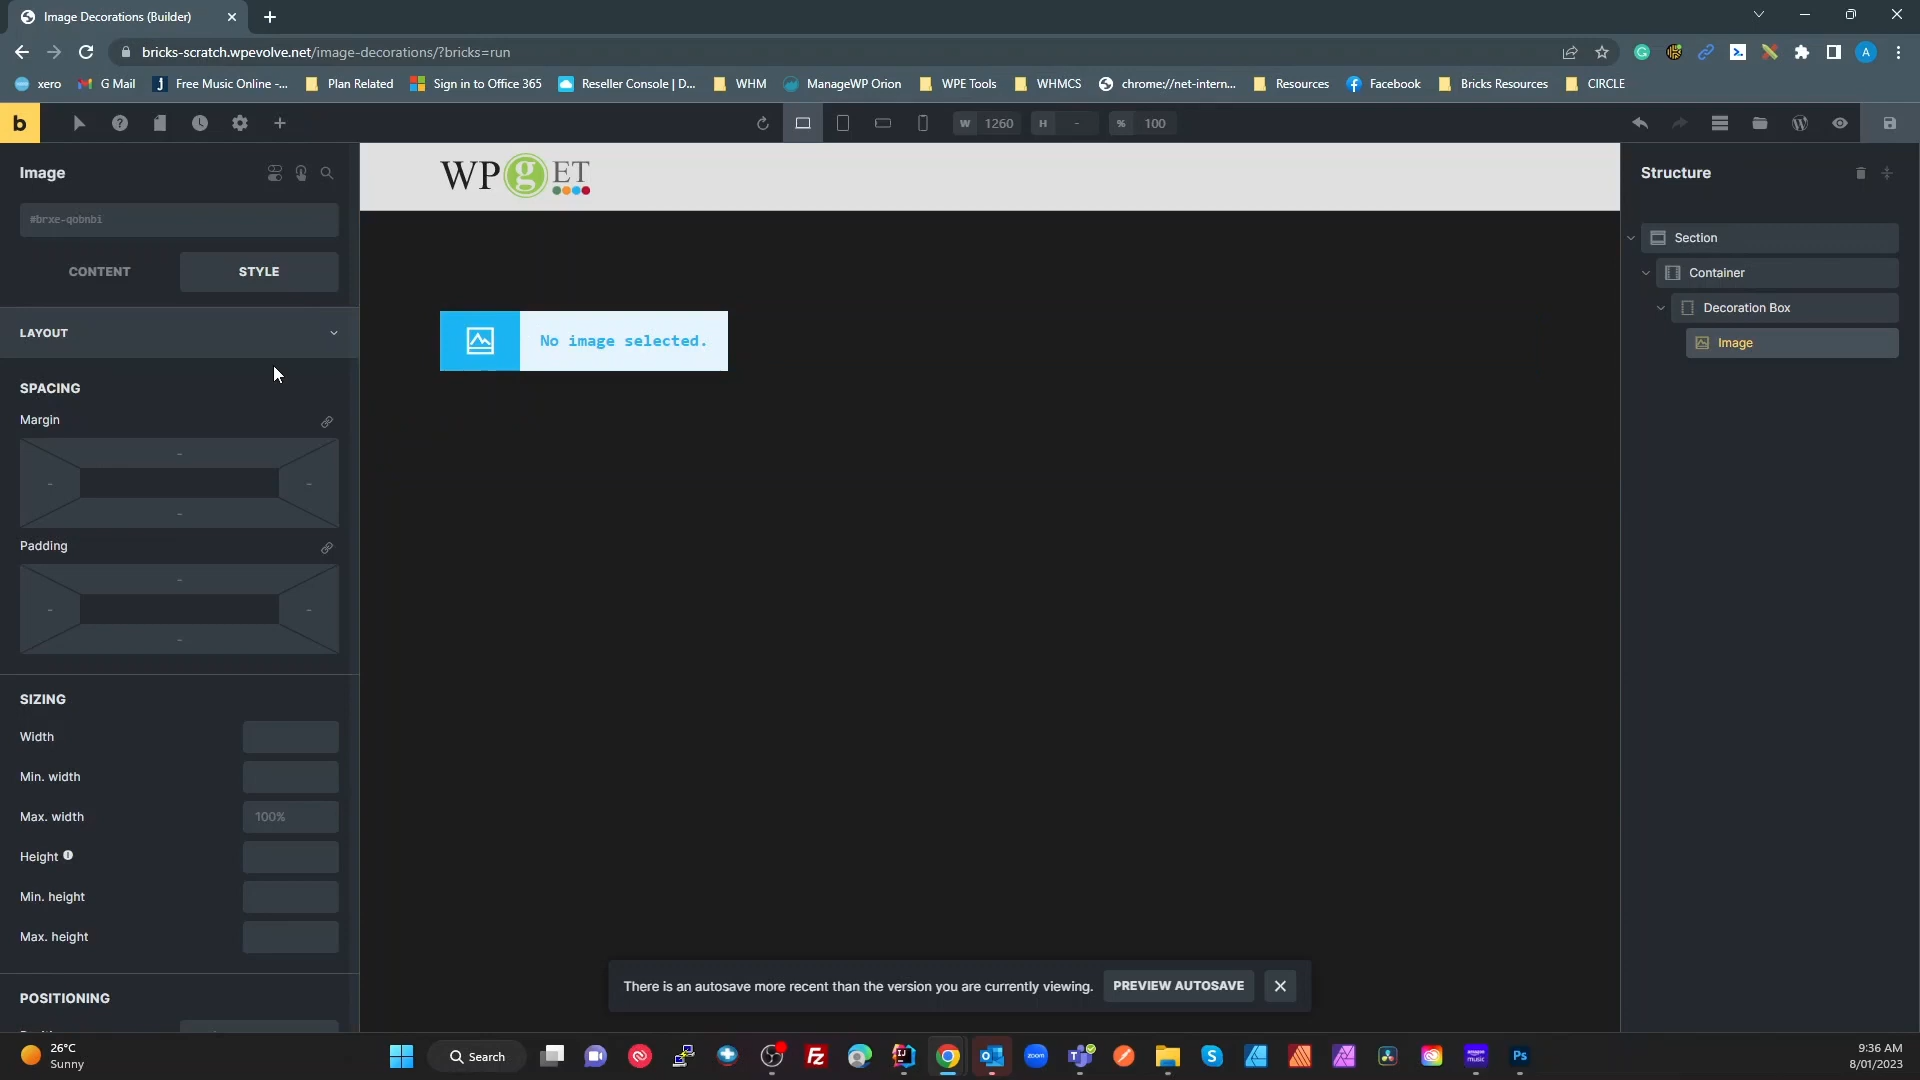 Image Decorations (Builder)
bricks-scratch.wpevolve.net/image-decorations/?bricks=run
A
xero
G Mail
Free Music Online -...
Plan Related
Sign in to Office 365
Reseller Console | D...
WHM
ManageWP Orion
WPE Tools
WHMCS
chrome://net-intern...
Resources
Facebook
Bricks Resources
CIRCLE
b
W 1260
H -
% 100
Image
#brxe-qobnbi
CONTENT
STYLE
LAYOUT
SPACING
Margin
-
- -
-
Padding
-
- -
-
SIZING
Width
Min. width
Max. width
100%
Height
Min. height
Max. height
POSITIONING
WPgET
No image selected.
Structure
Section
Container
Decoration Box
Image
There is an autosave more recent than the version you are currently viewing.
PREVIEW AUTOSAVE
26°C
Sunny
Search
Fz
IJ
zoom
Ps
9:36 AM
8/01/2023